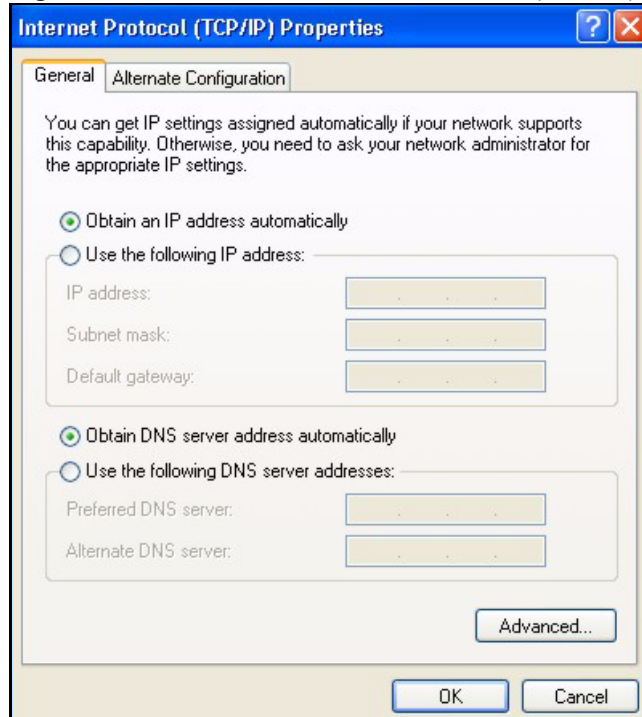 Internet Protocol (TCP/IP) Properties
General
Alternate Configuration
You can get IP settings assigned automatically if your network supports
this capability. Otherwise, you need to ask your network administrator for
the appropriate IP settings.
Obtain an IP address automatically
Use the following IP address:
IP address:
Subnet mask:
Default gateway:
Obtain DNS server address automatically
Use the following DNS server addresses:
Preferred DNS server:
Alternate DNS server:
Advanced...
OK
Cancel